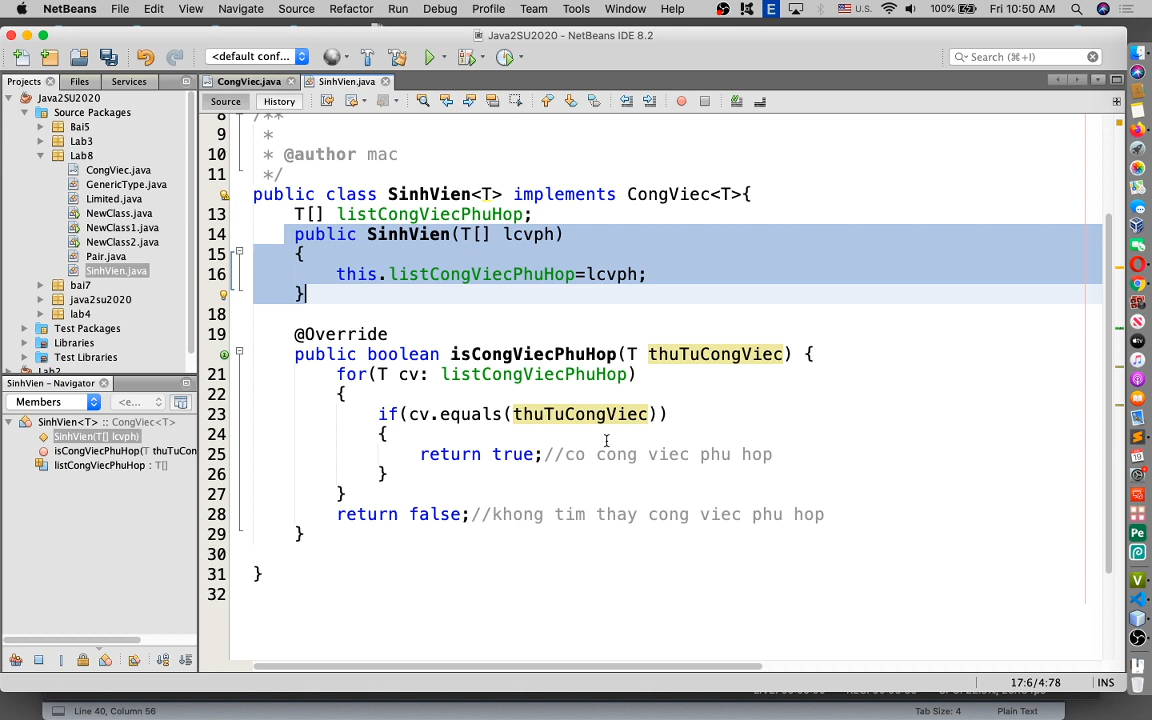 NetBeans File Edit View Navigate Source Refactor Run Debug Profile Team Tools Window Help U.S. 100% Fri 10:50 AM
Java2SU2020 - NetBeans IDE 8.2
<default conf... Search (⌘+I)
Projects Files Services CongViec.java SinhVien.java
Source History
Java2SU2020
Source Packages
Bai5
Lab3
Lab8
CongViec.java
GenericType.java
Limited.java
NewClass.java
NewClass1.java
NewClass2.java
Pair.java
SinhVien.java
bai7
java2su2020
lab4
Test Packages
Libraries
Test Libraries
SinhVien - Navigator
Members <e...
SinhVien<T> :: CongViec<T>
SinhVien(T[] lcvph)
isCongViecPhuHop(T thuTuCon
listCongViecPhuHop : T[]
8 /**
9 *
10 * @author mac
11 */
public class SinhVien<T> implements CongViec<T>{
13 T[] listCongViecPhuHop;
14 public SinhVien(T[] lcvph)
15 {
16 this.listCongViecPhuHop=lcvph;
}
18
19 @Override
public boolean isCongViecPhuHop(T thuTuCongViec) {
21 for(T cv: listCongViecPhuHop)
22 {
23 if(cv.equals(thuTuCongViec))
24 {
25 return true;//co cong viec phu hop
26 }
27 }
28 return false;//khong tim thay cong viec phu hop
29 }
30
31 }
32
17:6/4:78 INS
Line 40, Column 56 Tab Size: 4 Plain Text